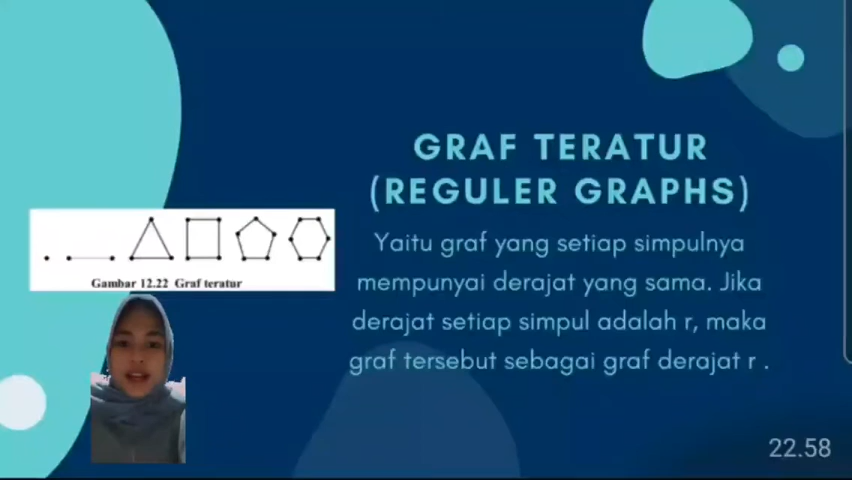 GRAF TERATUR
(REGULER GRAPHS)
Yaitu graf yang setiap simpulnya
mempunyai derajat yang sama. Jika
derajat setiap simpul adalah r, maka
graf tersebut sebagai graf derajat r .
Gambar 12.22 Graf teratur
22.58